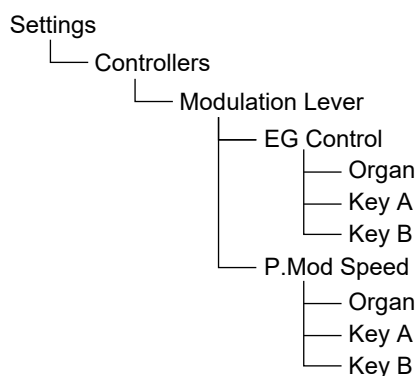 Settings
Controllers
Modulation Lever
EG Control
Organ
Key A
Key B
P.Mod Speed
Organ
Key A
Key B